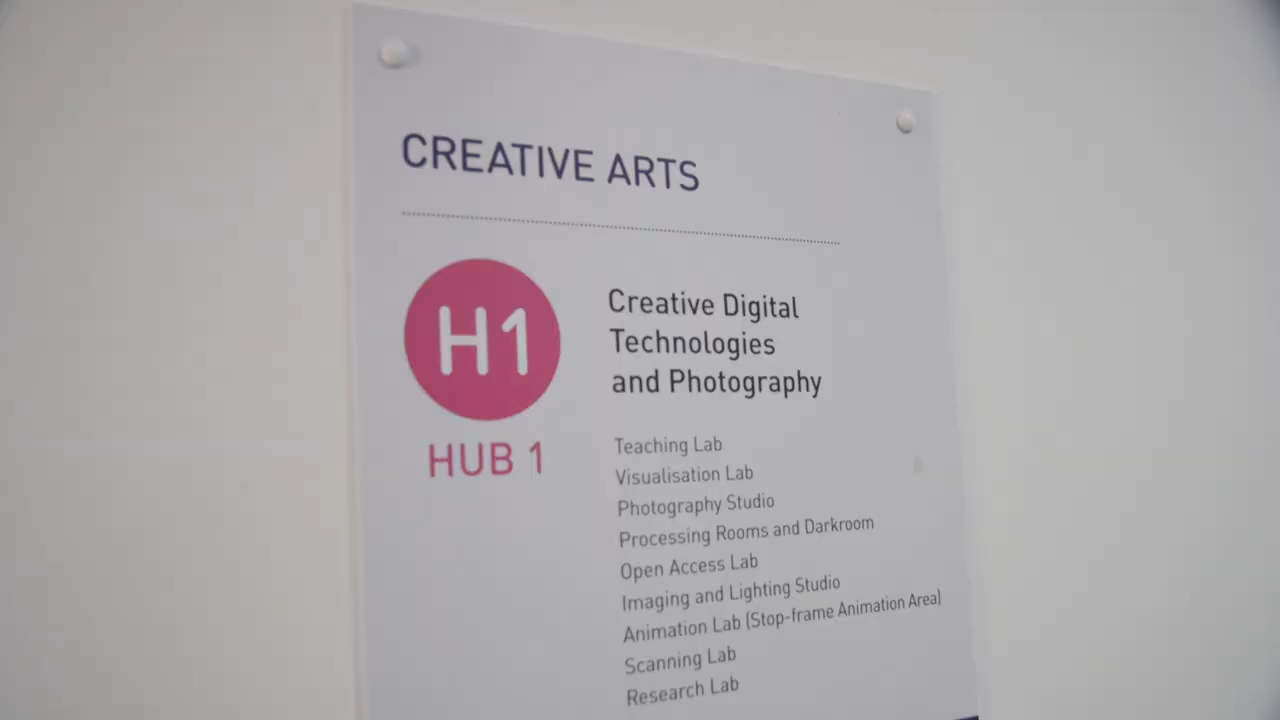 CREATIVE ARTS
H1
HUB 1
Creative Digital
Technologies
and Photography
Teaching Lab
Visualisation Lab
Photography Studio
Processing Rooms and Darkroom
Open Access Lab
Imaging and Lighting Studio
Animation Lab (Stop-frame Animation Area)
Scanning Lab
Research Lab